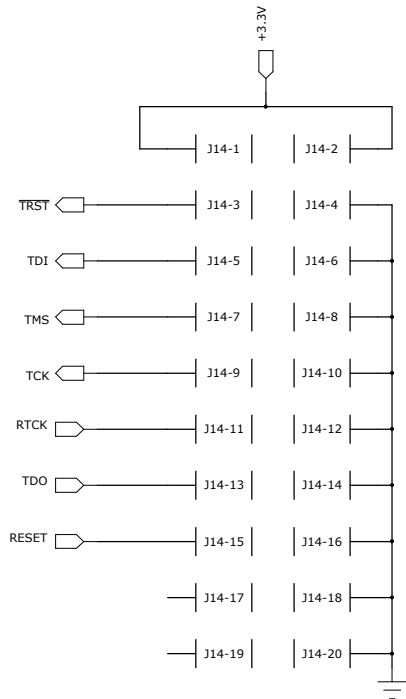 +3.3V
J14-1 J14-2
TRST J14-3 J14-4
TDI J14-5 J14-6
TMS J14-7 J14-8
TCK J14-9 J14-10
RTCK J14-11 J14-12
TDO J14-13 J14-14
RESET J14-15 J14-16
J14-17 J14-18
J14-19 J14-20